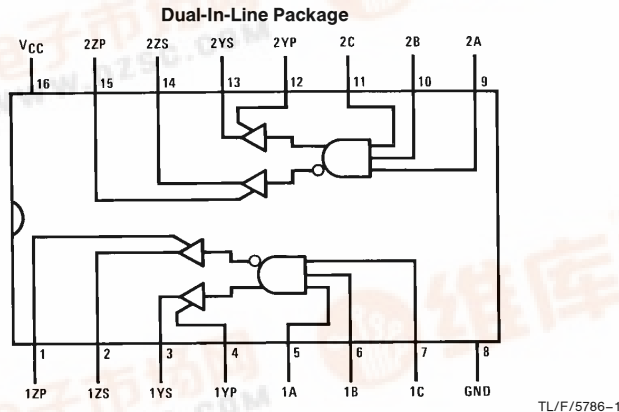 Dual-In-Line Package
VCC 2ZP 2ZS 2YS 2YP 2C 2B 2A
16 15 14 13 12 11 10 9
1 2 3 4 5 6 7 8
1ZP 1ZS 1YS 1YP 1A 1B 1C GND
TL/F/5786–1